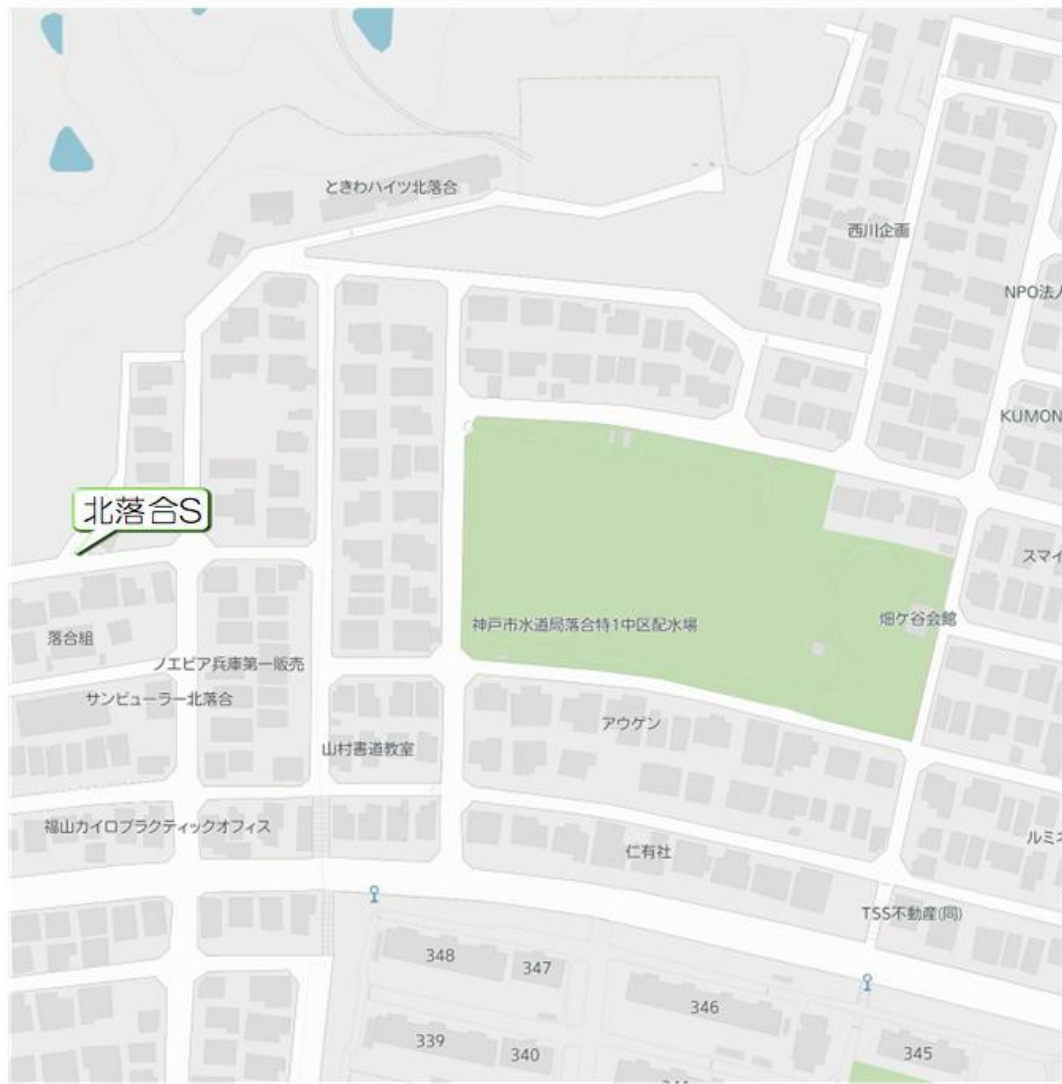 ときわハイツ北落合
西川企画
NPO法人
KUMON
北落合S
スマイ
神戸市水道局落合特1中区配水場
畑ケ谷会館
落合組
ノエビア兵庫第一販売
サンビューラー北落合
アウゲン
山村書道教室
福山カイロプラクティックオフィス
仁有社
ルミネ
TSS不動産(同)
348
347
346
339
340
345